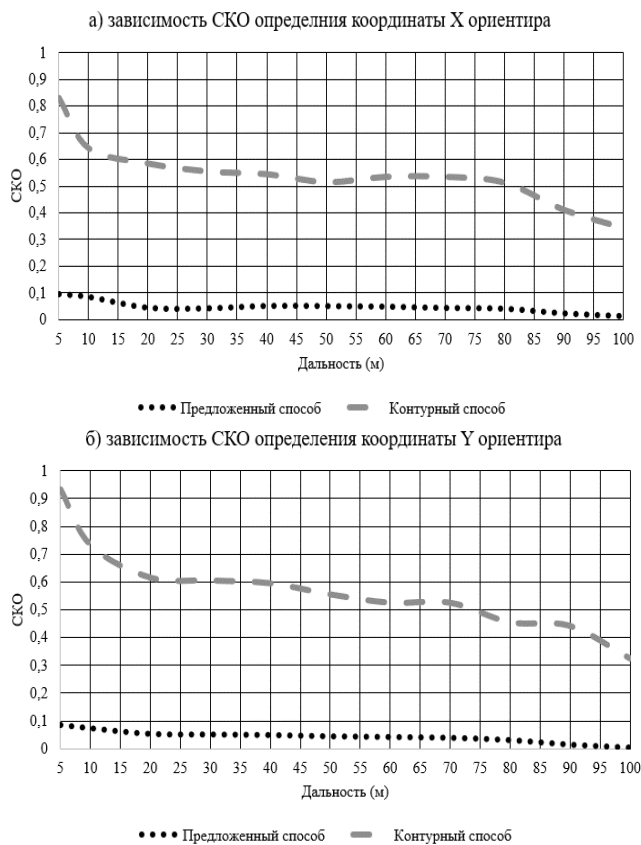 а) зависимость СКО определния координаты X ориентира
1
0,9
0,8
0,7
0,6
0,5
0,4
0,3
0,2
0,1
0
СКО
5 10 15 20 25 30 35 40 45 50 55 60 65 70 75 80 85 90 95 100
Дальность (м)
Предложенный способ Контурный способ
б) зависимость СКО определения координаты Y ориентира
1
0,9
0,8
0,7
0,6
0,5
0,4
0,3
0,2
0,1
0
СКО
5 10 15 20 25 30 35 40 45 50 55 60 65 70 75 80 85 90 95 100
Дальность (м)
Предложенный способ Контурный способ